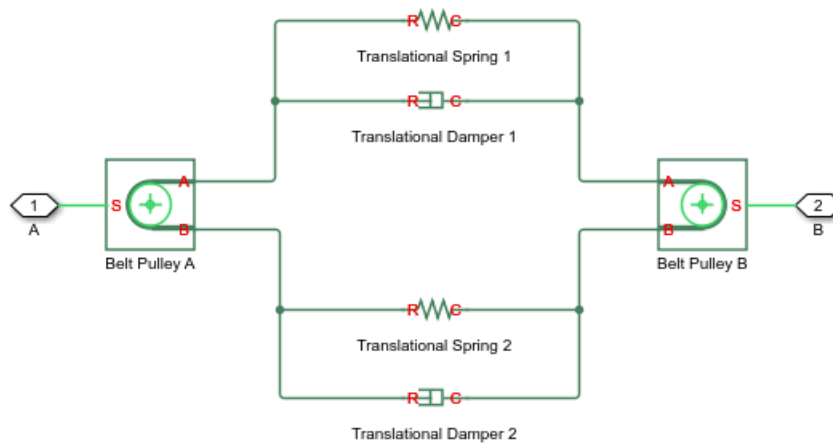 R C
Translational Spring 1
R C
Translational Damper 1
1
A
S
A
B
Belt Pulley A
A
B
S
Belt Pulley B
2
B
R C
Translational Spring 2
R C
Translational Damper 2